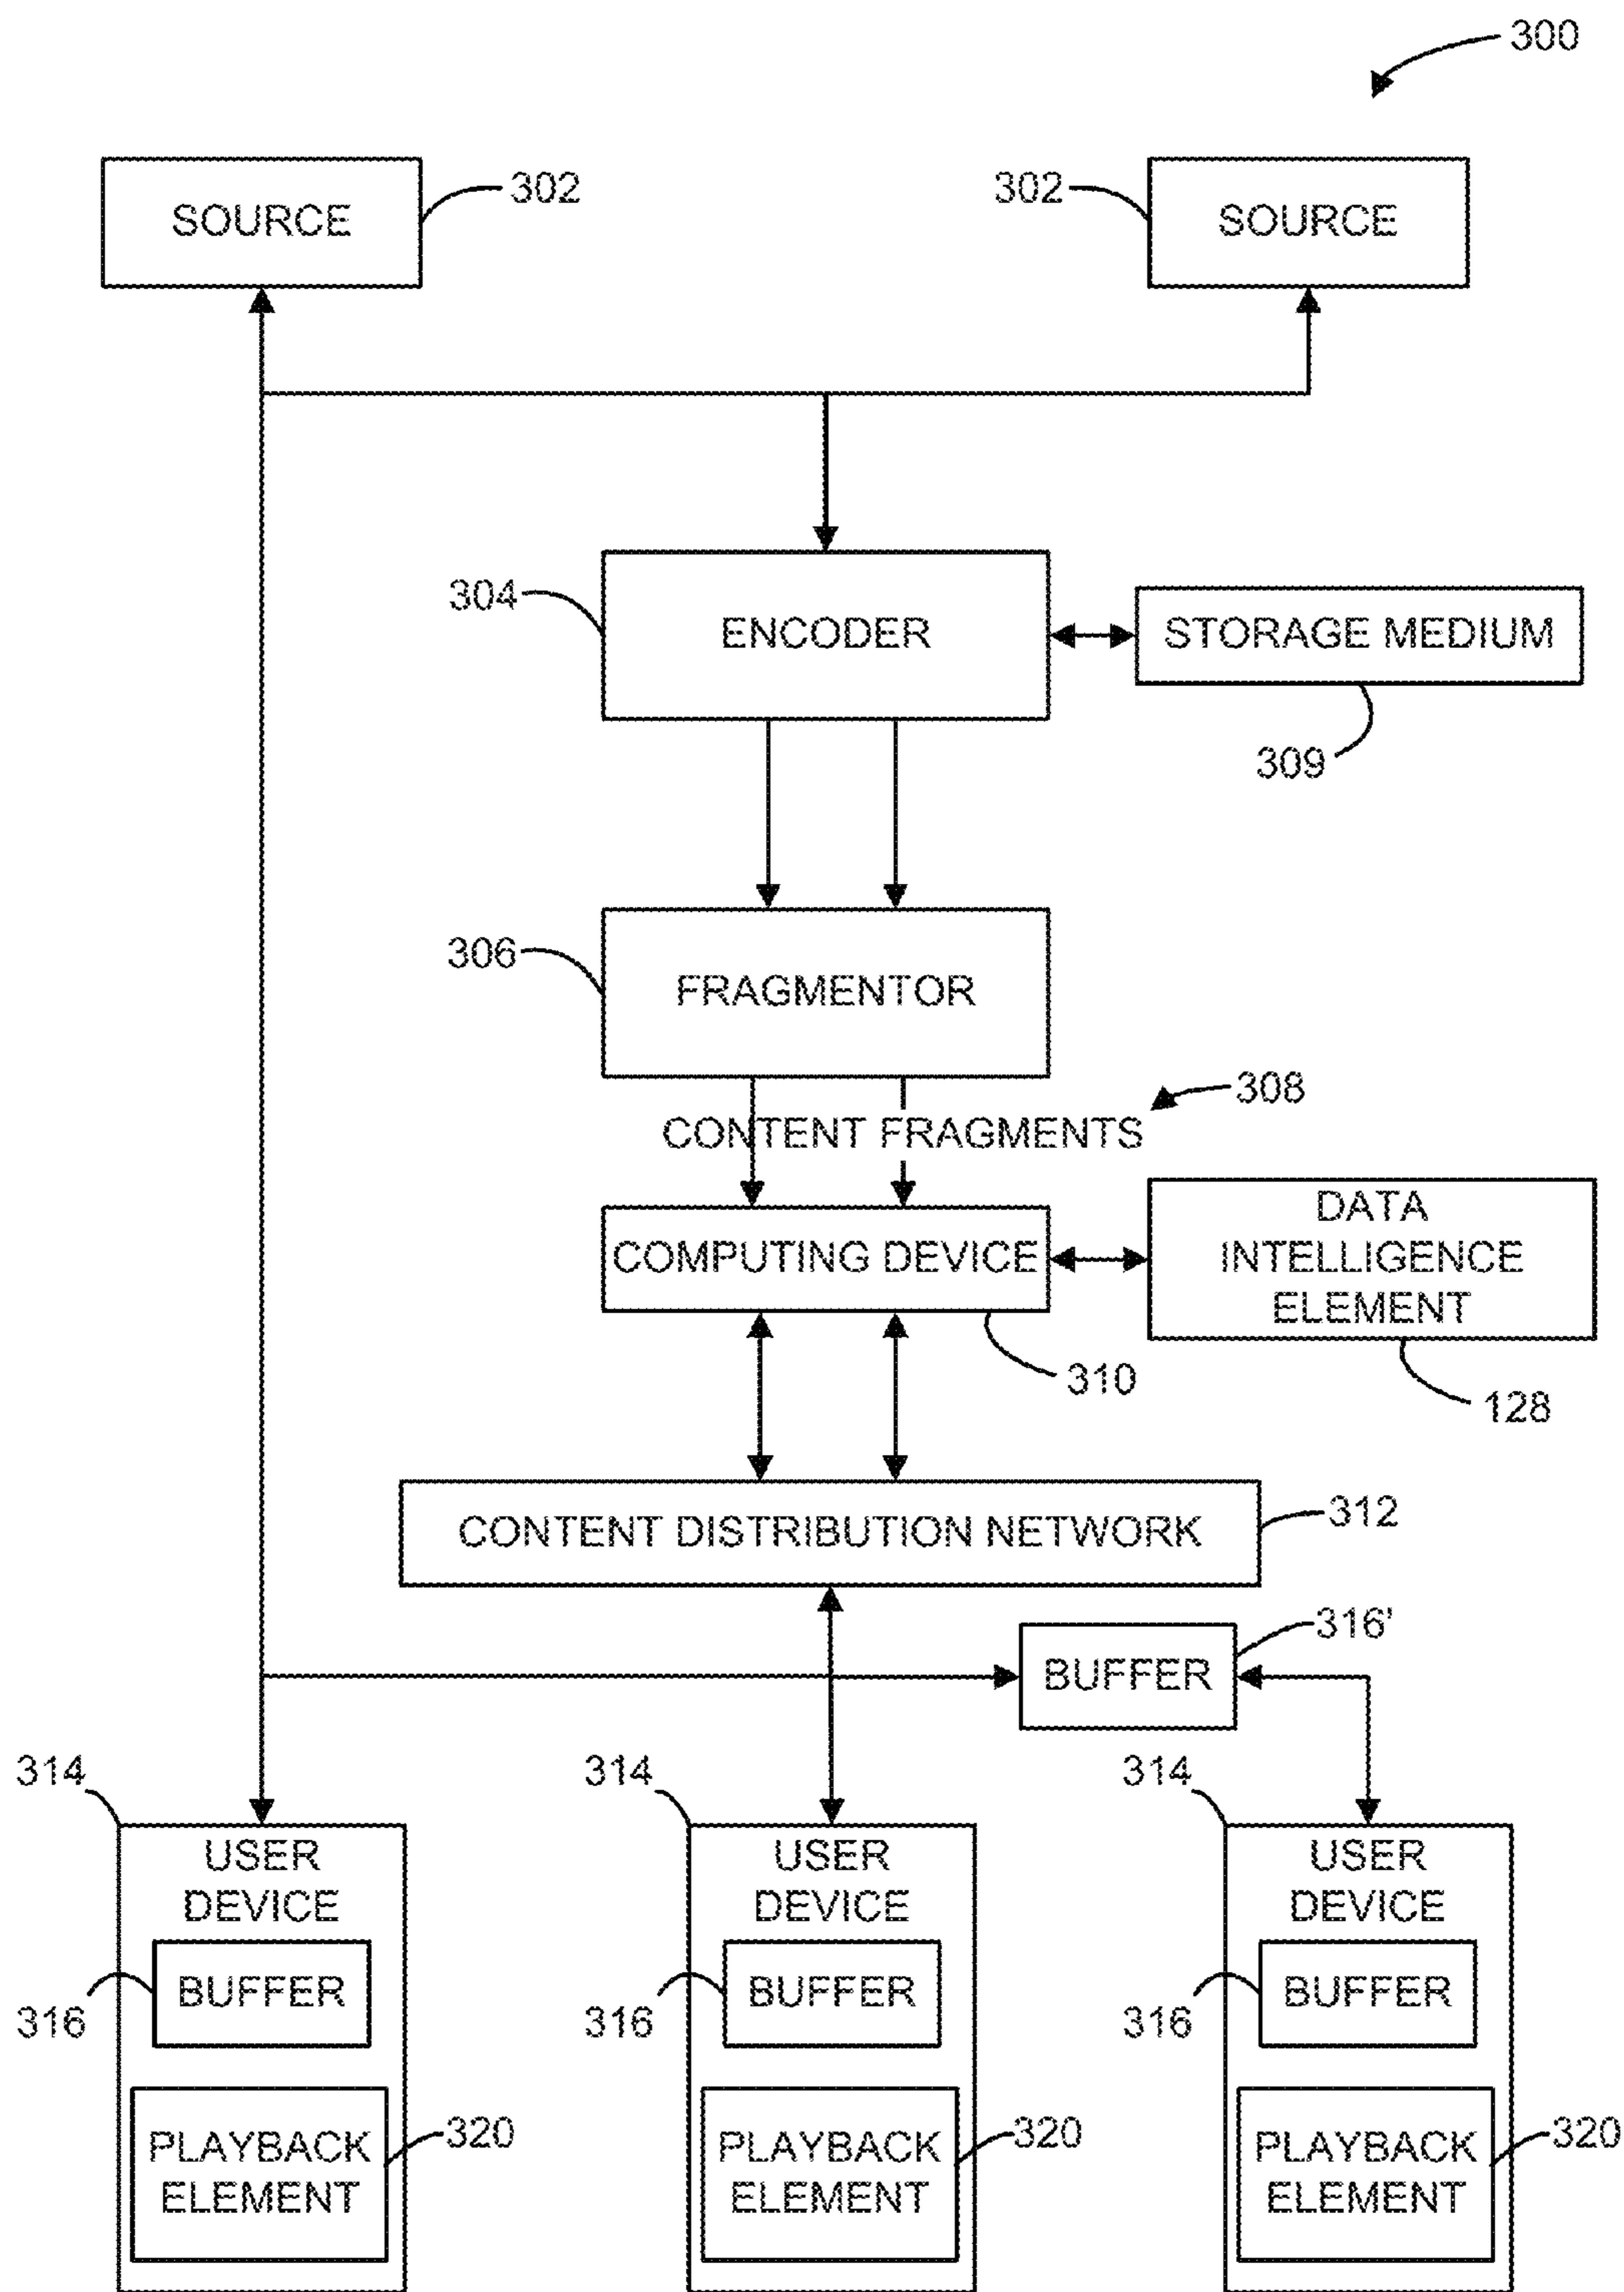 300
302
302
SOURCE
SOURCE
304
ENCODER
STORAGE MEDIUM
309
306
FRAGMENTOR
308
CONTENT FRAGMENTS
DATA
INTELLIGENCE
ELEMENT
COMPUTING DEVICE
310
128
CONTENT DISTRIBUTION NETWORK
312
316'
BUFFER
314
314
314
USER
DEVICE
USER
DEVICE
USER
DEVICE
BUFFER
BUFFER
BUFFER
316
316
316
PLAYBACK
ELEMENT
320
PLAYBACK
ELEMENT
320
PLAYBACK
ELEMENT
320